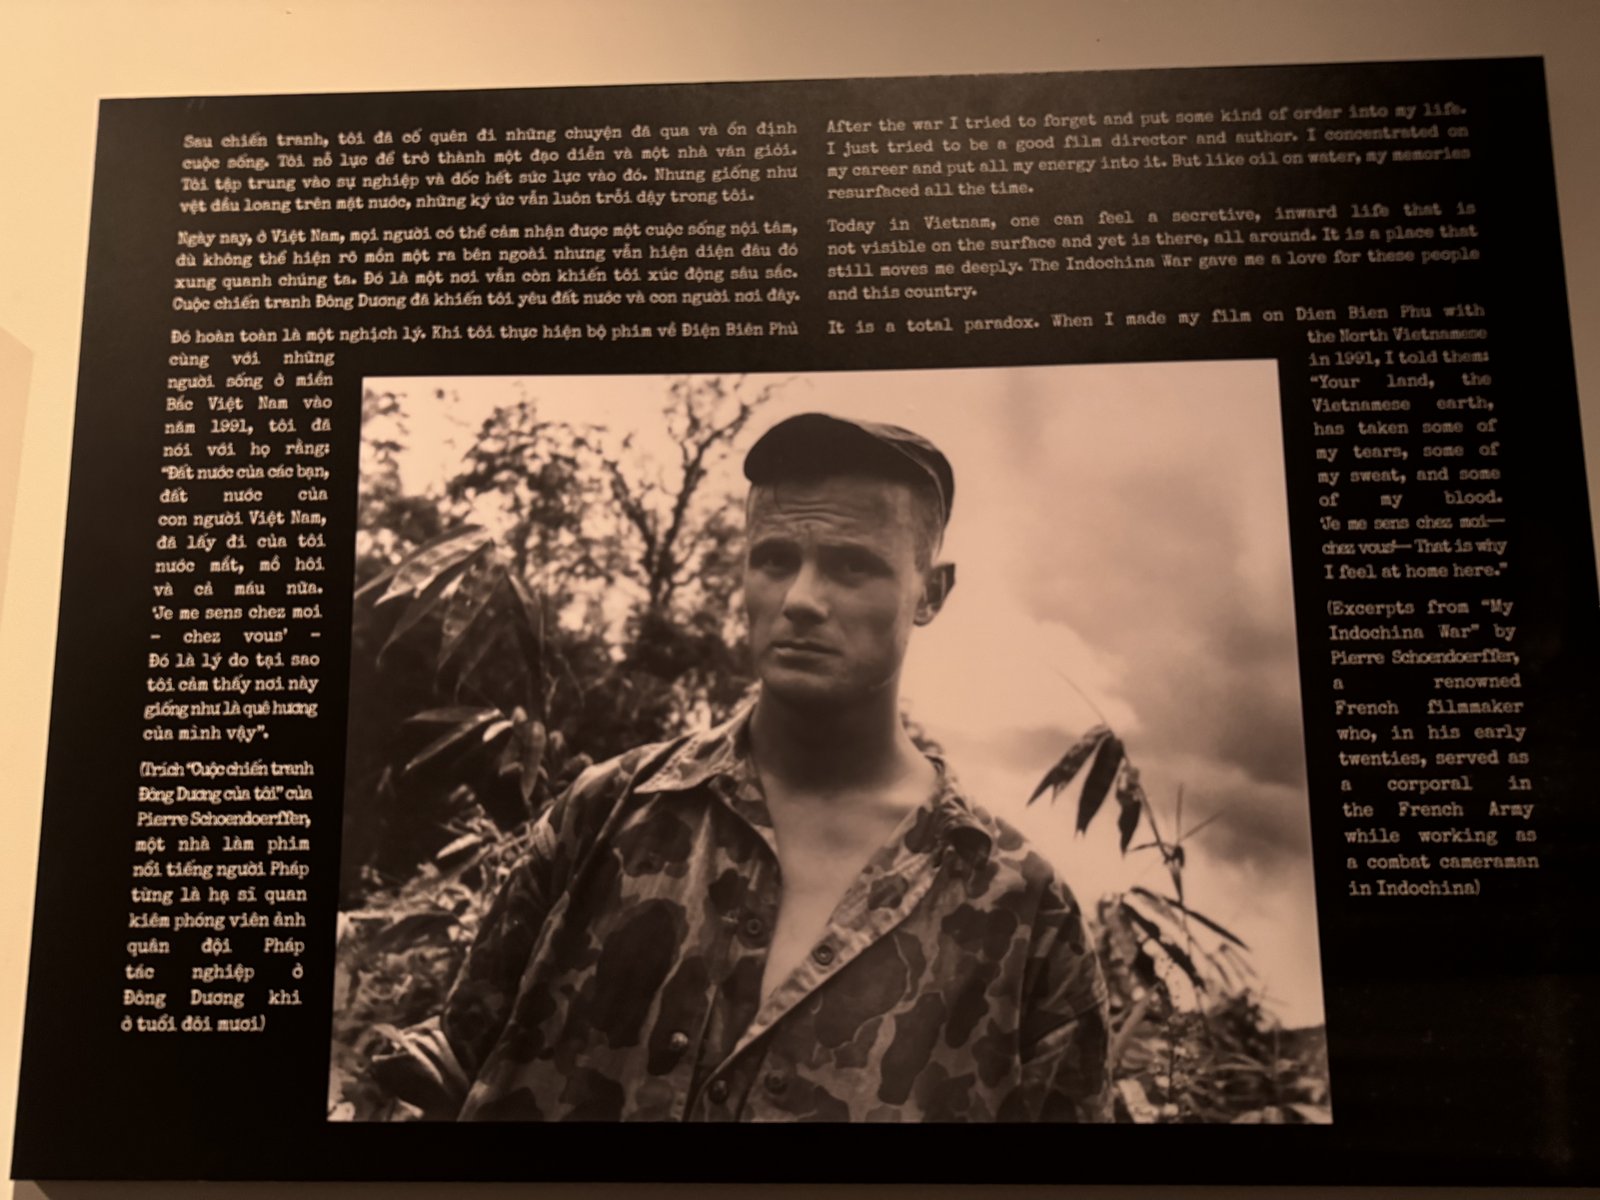 Sau chiến tranh, tôi đã cố quên đi những chuyện đã qua và ổn định
cuộc sống. Tôi nỗ lực để trở thành một đạo diễn và một nhà văn giỏi.
Tôi tập trung vào sự nghiệp và dốc hết sức lực vào đó. Nhưng giống như
vệt dầu loang trên mặt nước, những ký ức vẫn luôn trỗi dậy trong tôi.
Ngày nay, ở Việt Nam, mọi người có thể cảm nhận được một cuộc sống nội tâm,
dù không thể hiện rõ mồn một ra bên ngoài nhưng vẫn hiện diện đâu đó
xung quanh chúng ta. Đó là một nơi vẫn còn khiến tôi xúc động sâu sắc.
Cuộc chiến tranh Đông Dương đã khiến tôi yêu đất nước và con người nơi đây.
Đó hoàn toàn là một nghịch lý. Khi tôi thực hiện bộ phim về Điện Biên Phủ
cùng với những
người sống ở miền
Bắc Việt Nam vào
năm 1991, tôi đã
nói với họ rằng:
“Đất nước của các bạn,
đất nước của
con người Việt Nam,
đã lấy đi của tôi
nước mắt, mồ hôi
và cả máu nữa.
‘Je me sens chez moi
– chez vous’ –
Đó là lý do tại sao
tôi cảm thấy nơi này
giống như là quê hương
của mình vậy”.
(Trích “Cuộc chiến tranh
Đông Dương của tôi” của
Pierre Schoendoerffer,
một nhà làm phim
nổi tiếng người Pháp
từng là hạ sĩ quan
kiêm phóng viên ảnh
quân đội Pháp
tác nghiệp ở
Đông Dương khi
ở tuổi đôi mươi)
After the war I tried to forget and put some kind of order into my life.
I just tried to be a good film director and author. I concentrated on
my career and put all my energy into it. But like oil on water, my memories
resurfaced all the time.
Today in Vietnam, one can feel a secretive, inward life that is
not visible on the surface and yet is there, all around. It is a place that
still moves me deeply. The Indochina War gave me a love for these people
and this country.
It is a total paradox. When I made my film on Dien Bien Phu with
the North Vietnamese
in 1991, I told them:
“Your land, the
Vietnamese earth,
has taken some of
my tears, some of
my sweat, and some
of my blood.
‘Je me sens chez moi—
chez vous’— That is why
I feel at home here.”
(Excerpts from “My
Indochina War” by
Pierre Schoendoerffer,
a renowned
French filmmaker
who, in his early
twenties, served as
a corporal in
the French Army
while working as
a combat cameraman
in Indochina)